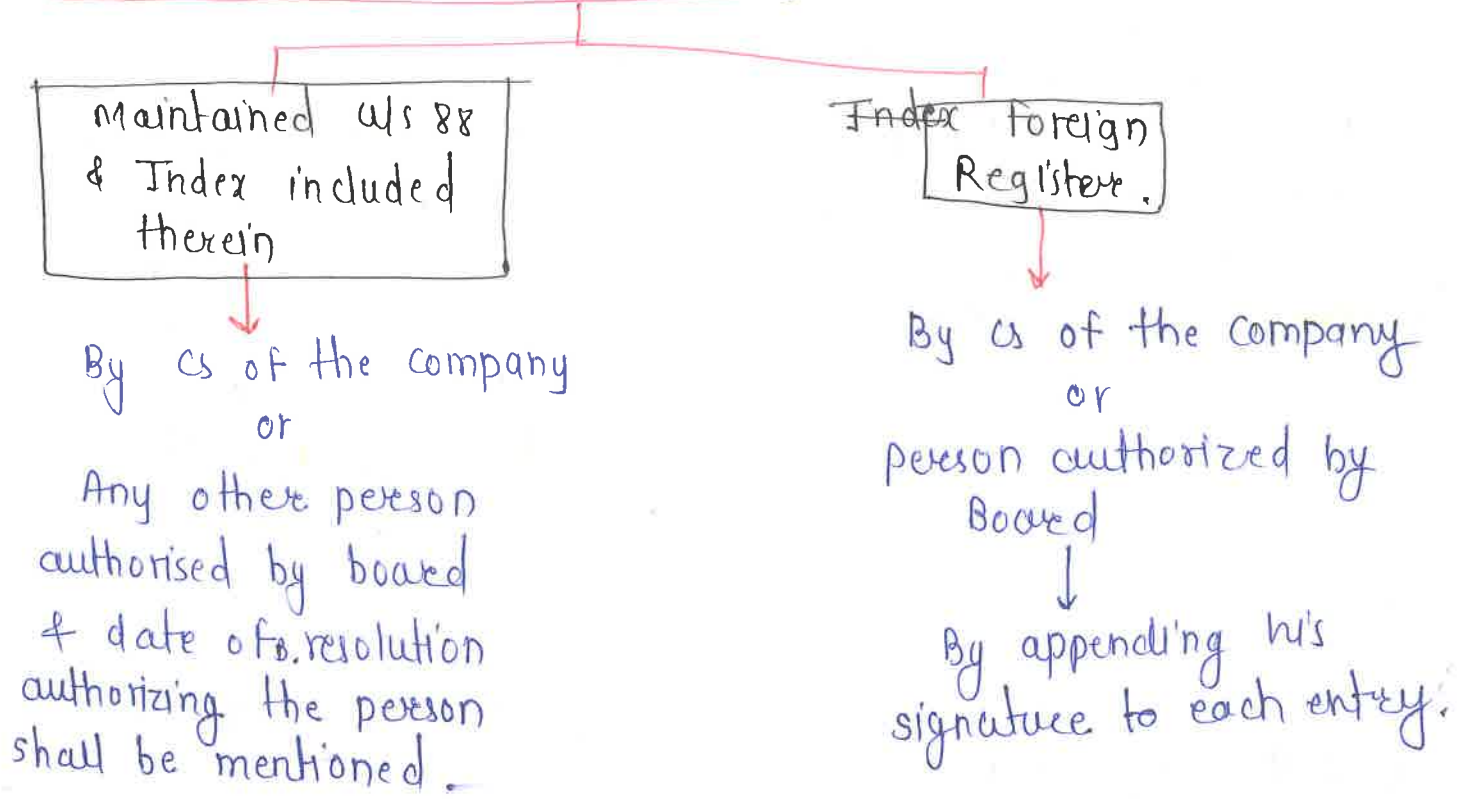 Maintained u/s 88
& Index included
therein
By CS of the company
or
Any other person
authorised by board
& date of B. resolution
authorizing the person
shall be mentioned.
Index Foreign
Register.
By CS of the company
or
person authorized by
Board
By appending his
signature to each entry.